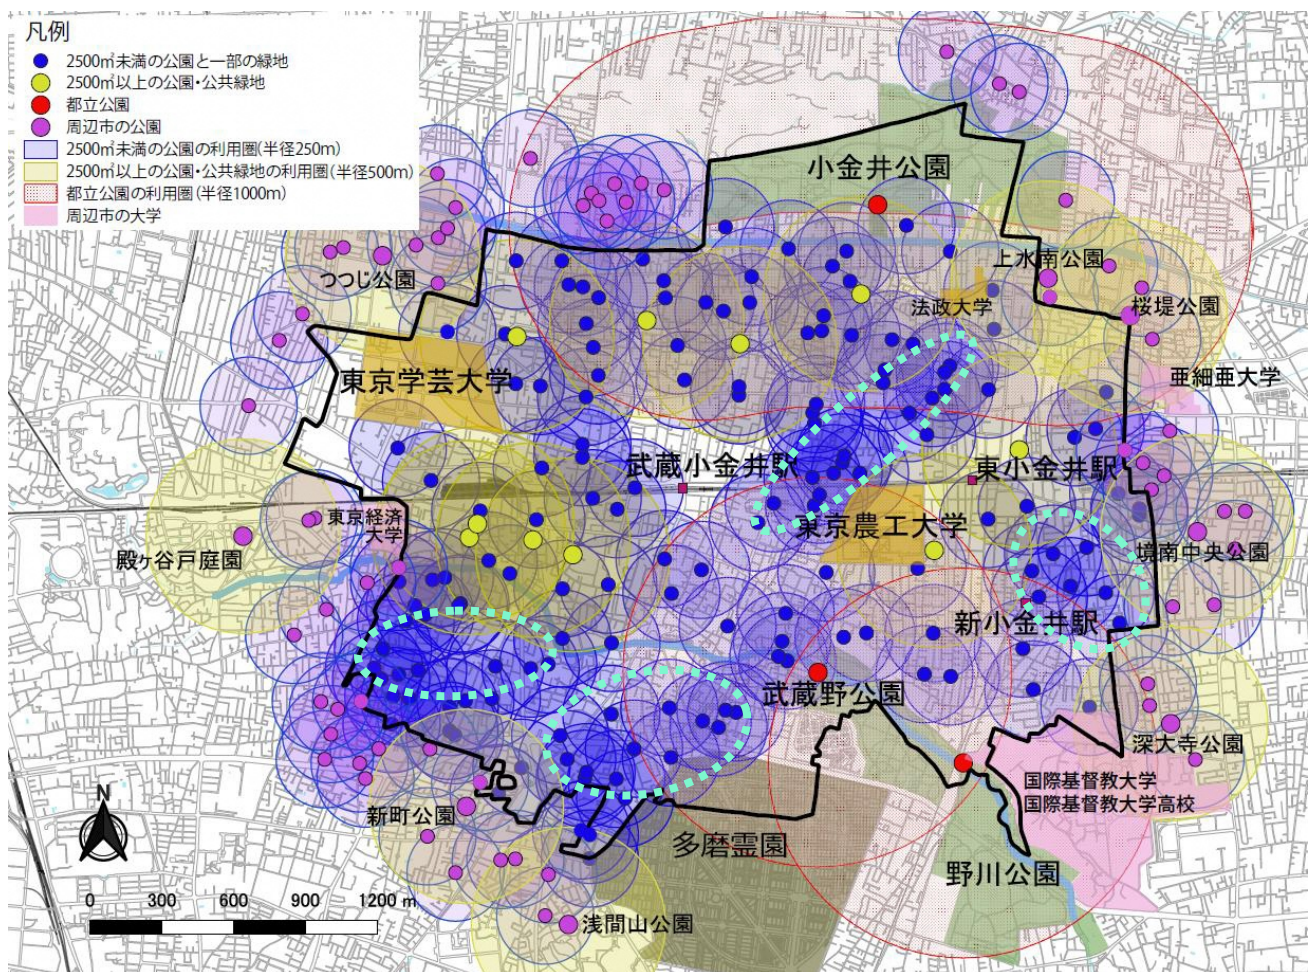 凡例
2500㎡未満の公園と一部の緑地
2500㎡以上の公園・公共緑地
都立公園
周辺市の公園
2500㎡未満の公園の利用圏(半径250m)
2500㎡以上の公園・公共緑地の利用圏(半径500m)
都立公園の利用圏(半径1000m)
周辺市の大学
小金井公園
つつじ公園
上水南公園
法政大学
桜堤公園
東京学芸大学
亜細亜大学
武蔵小金井駅
東小金井駅
東京経済
大学
東京農工大学
殿ヶ谷戸庭園
境南中央公園
新小金井駅
武蔵野公園
深大寺公園
国際基督教大学
国際基督教大学高校
新町公園
多磨霊園
野川公園
浅間山公園
N
0 300 600 900 1200 m